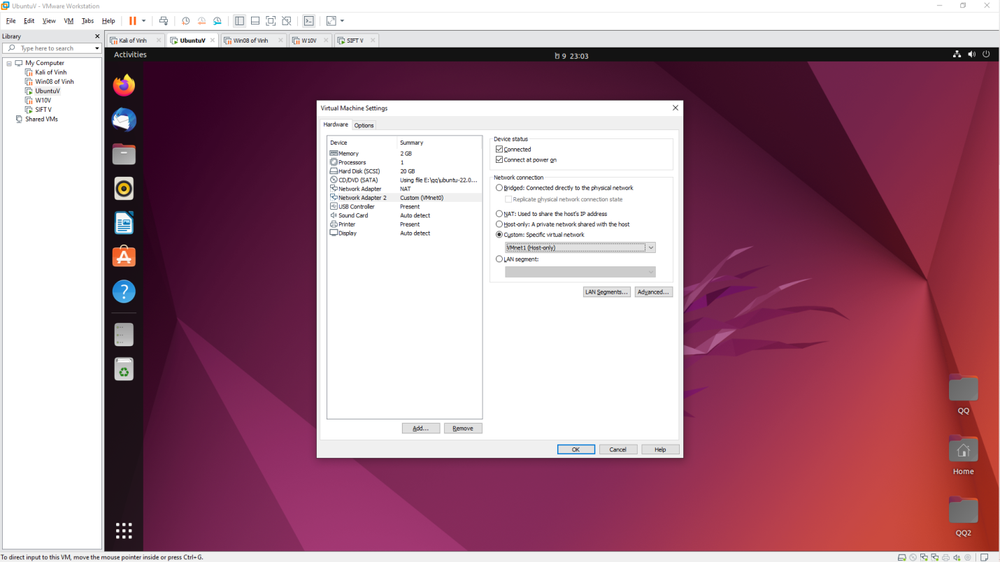 UbuntuV - VMware Workstation
File Edit View VM Tabs Help
Library
Type here to search
My Computer
Kali of Vinh
Win08 of Vinh
UbuntuV
W10V
SIFT V
Shared VMs
Kali of Vinh UbuntuV Win08 of Vinh W10V SIFT V
Activities
23:03
Virtual Machine Settings
Hardware Options
Device Summary
Memory 2 GB
Processors 1
Hard Disk (SCSI) 20 GB
CD/DVD (SATA) Using file E:\qq\ubuntu-22.0...
Network Adapter NAT
Network Adapter 2 Custom (VMnet0)
USB Controller Present
Sound Card Auto detect
Printer Present
Display Auto detect
Add... Remove
Device status
Connected
Connect at power on
Network connection
Bridged: Connected directly to the physical network
Replicate physical network connection state
NAT: Used to share the host's IP address
Host-only: A private network shared with the host
Custom: Specific virtual network
VMnet1 (Host-only)
LAN segment:
LAN Segments... Advanced...
OK Cancel Help
QQ
Home
QQ2
To direct input to this VM, move the mouse pointer inside or press Ctrl+G.